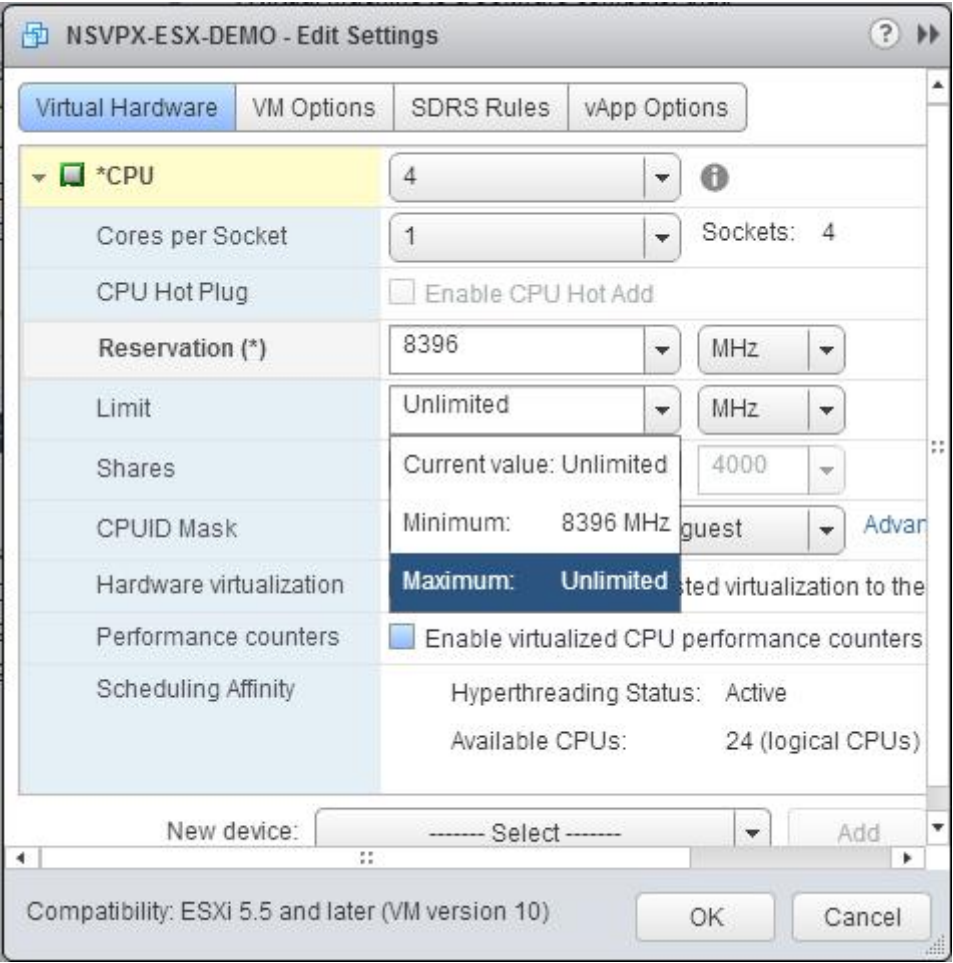 NSVPX-ESX-DEMO - Edit Settings
Virtual Hardware VM Options SDRS Rules vApp Options
*CPU 4
Cores per Socket 1 Sockets: 4
CPU Hot Plug Enable CPU Hot Add
Reservation (*) 8396 MHz
Limit Unlimited MHz
Current value: Unlimited
Shares 4000
Minimum: 8396 MHz
CPUID Mask guest Advan
Maximum: Unlimited
Hardware virtualization sted virtualization to the
Performance counters Enable virtualized CPU performance counters
Scheduling Affinity Hyperthreading Status: Active
Available CPUs: 24 (logical CPUs)
New device: ------- Select ------- Add
Compatibility: ESXi 5.5 and later (VM version 10) OK Cancel